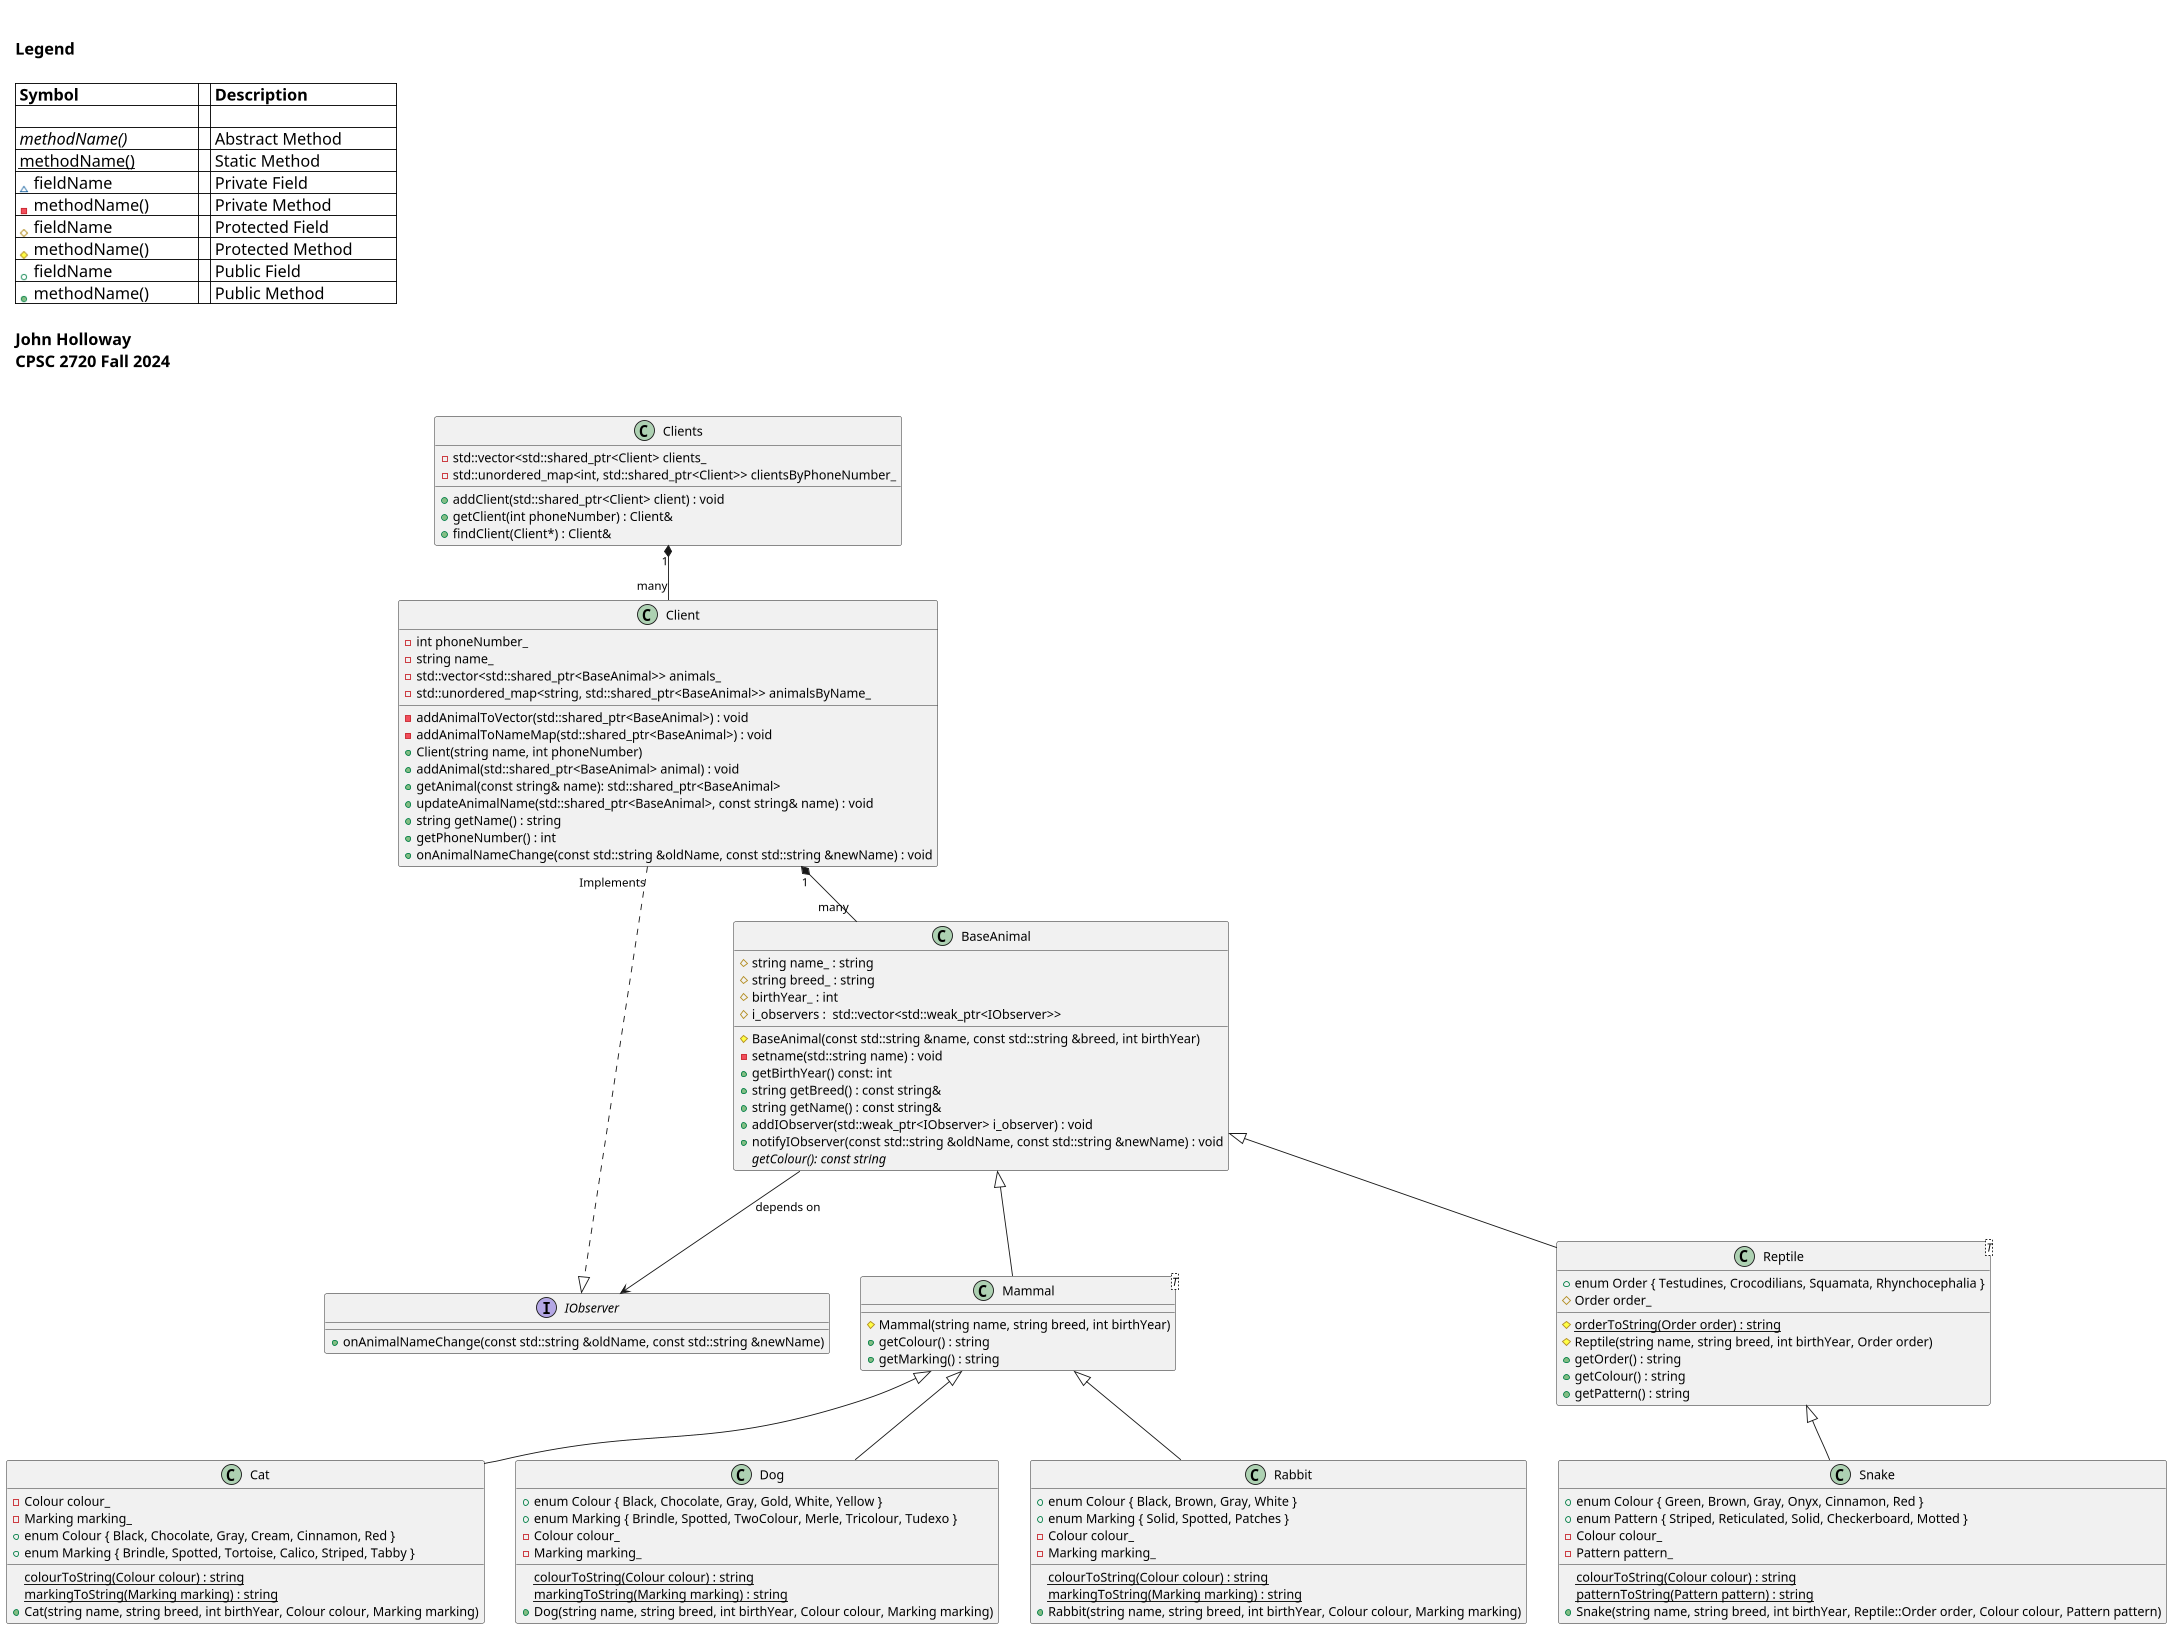 Legend
Symbol Description
methodName() Abstract Method
methodName() Static Method
fieldName Private Field
methodName() Private Method
fieldName Protected Field
methodName() Protected Method
fieldName Public Field
methodName() Public Method
John Holloway
CPSC 2720 Fall 2024
C Clients
std::vector<std::shared_ptr<Client> clients_
std::unordered_map<int, std::shared_ptr<Client>> clientsByPhoneNumber_
addClient(std::shared_ptr<Client> client) : void
getClient(int phoneNumber) : Client&
findClient(Client*) : Client&
1
many
C Client
int phoneNumber_
string name_
std::vector<std::shared_ptr<BaseAnimal>> animals_
std::unordered_map<string, std::shared_ptr<BaseAnimal>> animalsByName_
addAnimalToVector(std::shared_ptr<BaseAnimal>) : void
addAnimalToNameMap(std::shared_ptr<BaseAnimal>) : void
Client(string name, int phoneNumber)
addAnimal(std::shared_ptr<BaseAnimal> animal) : void
getAnimal(const string& name): std::shared_ptr<BaseAnimal>
updateAnimalName(std::shared_ptr<BaseAnimal>, const string& name) : void
string getName() : string
getPhoneNumber() : int
onAnimalNameChange(const std::string &oldName, const std::string &newName) : void
Implements
1
many
C BaseAnimal
string name_ : string
string breed_ : string
birthYear_ : int
i_observers :  std::vector<std::weak_ptr<IObserver>>
BaseAnimal(const std::string &name, const std::string &breed, int birthYear)
setname(std::string name) : void
getBirthYear() const: int
string getBreed() : const string&
string getName() : const string&
addIObserver(std::weak_ptr<IObserver> i_observer) : void
notifyIObserver(const std::string &oldName, const std::string &newName) : void
getColour(): const string
depends on
I IObserver
onAnimalNameChange(const std::string &oldName, const std::string &newName)
C Mammal T
Mammal(string name, string breed, int birthYear)
getColour() : string
getMarking() : string
C Reptile T
enum Order { Testudines, Crocodilians, Squamata, Rhynchocephalia }
Order order_
orderToString(Order order) : string
Reptile(string name, string breed, int birthYear, Order order)
getOrder() : string
getColour() : string
getPattern() : string
C Cat
Colour colour_
Marking marking_
enum Colour { Black, Chocolate, Gray, Cream, Cinnamon, Red }
enum Marking { Brindle, Spotted, Tortoise, Calico, Striped, Tabby }
colourToString(Colour colour) : string
markingToString(Marking marking) : string
Cat(string name, string breed, int birthYear, Colour colour, Marking marking)
C Dog
enum Colour { Black, Chocolate, Gray, Gold, White, Yellow }
enum Marking { Brindle, Spotted, TwoColour, Merle, Tricolour, Tudexo }
Colour colour_
Marking marking_
colourToString(Colour colour) : string
markingToString(Marking marking) : string
Dog(string name, string breed, int birthYear, Colour colour, Marking marking)
C Rabbit
enum Colour { Black, Brown, Gray, White }
enum Marking { Solid, Spotted, Patches }
Colour colour_
Marking marking_
colourToString(Colour colour) : string
markingToString(Marking marking) : string
Rabbit(string name, string breed, int birthYear, Colour colour, Marking marking)
C Snake
enum Colour { Green, Brown, Gray, Onyx, Cinnamon, Red }
enum Pattern { Striped, Reticulated, Solid, Checkerboard, Motted }
Colour colour_
Pattern pattern_
colourToString(Colour colour) : string
patternToString(Pattern pattern) : string
Snake(string name, string breed, int birthYear, Reptile::Order order, Colour colour, Pattern pattern)